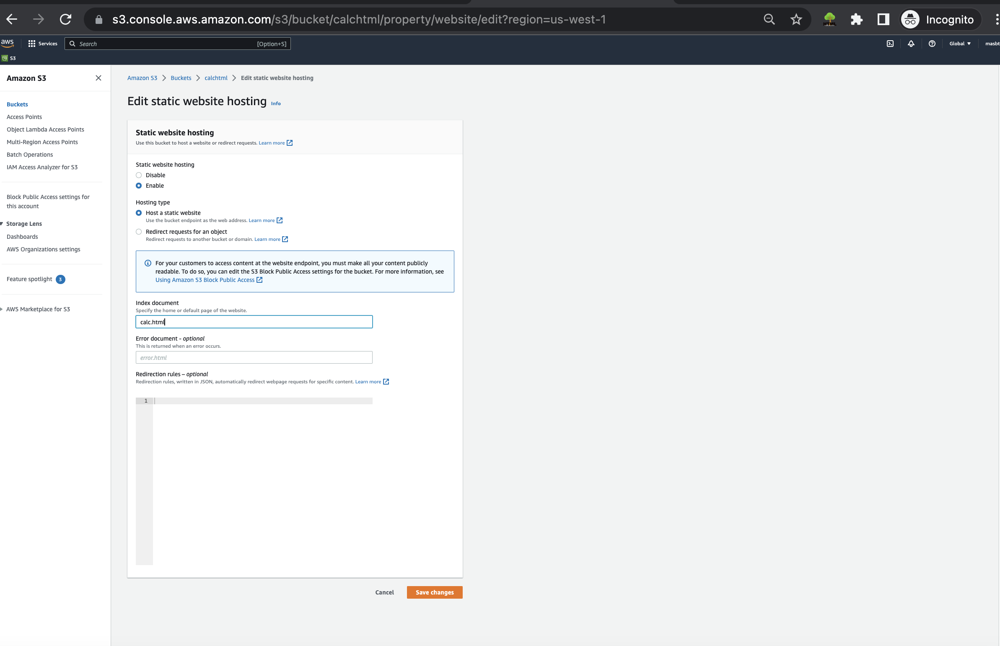 s3.console.aws.amazon.com/s3/bucket/calchtml/property/website/edit?region=us-west-1
HTML
Incognito
aws
Services
Search
[Option+S]
Global
masbt
S3
Amazon S3
Buckets
Access Points
Object Lambda Access Points
Multi-Region Access Points
Batch Operations
IAM Access Analyzer for S3
Block Public Access settings for
this account
Storage Lens
Dashboards
AWS Organizations settings
Feature spotlight 3
AWS Marketplace for S3
Amazon S3 > Buckets > calchtml > Edit static website hosting
Edit static website hosting Info
Static website hosting
Use this bucket to host a website or redirect requests. Learn more
Static website hosting
Disable
Enable
Hosting type
Host a static website
Use the bucket endpoint as the web address. Learn more
Redirect requests for an object
Redirect requests to another bucket or domain. Learn more
For your customers to access content at the website endpoint, you must make all your content publicly
readable. To do so, you can edit the S3 Block Public Access settings for the bucket. For more information, see
Using Amazon S3 Block Public Access
Index document
Specify the home or default page of the website.
calc.html
Error document - optional
This is returned when an error occurs.
error.html
Redirection rules – optional
Redirection rules, written in JSON, automatically redirect webpage requests for specific content. Learn more
1
Cancel
Save changes